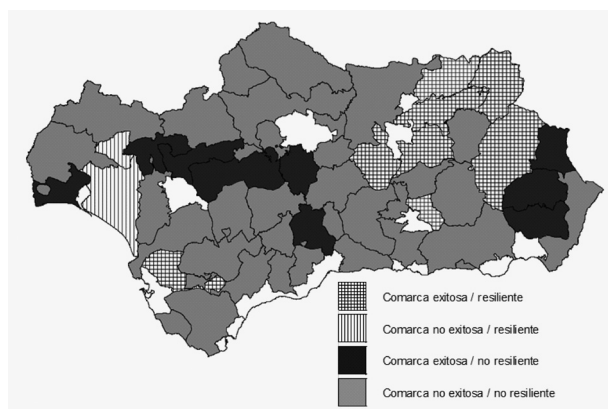 Comarca exitosa / resiliente
Comarca no exitosa / resiliente
Comarca exitosa / no resiliente
Comarca no exitosa / no resiliente